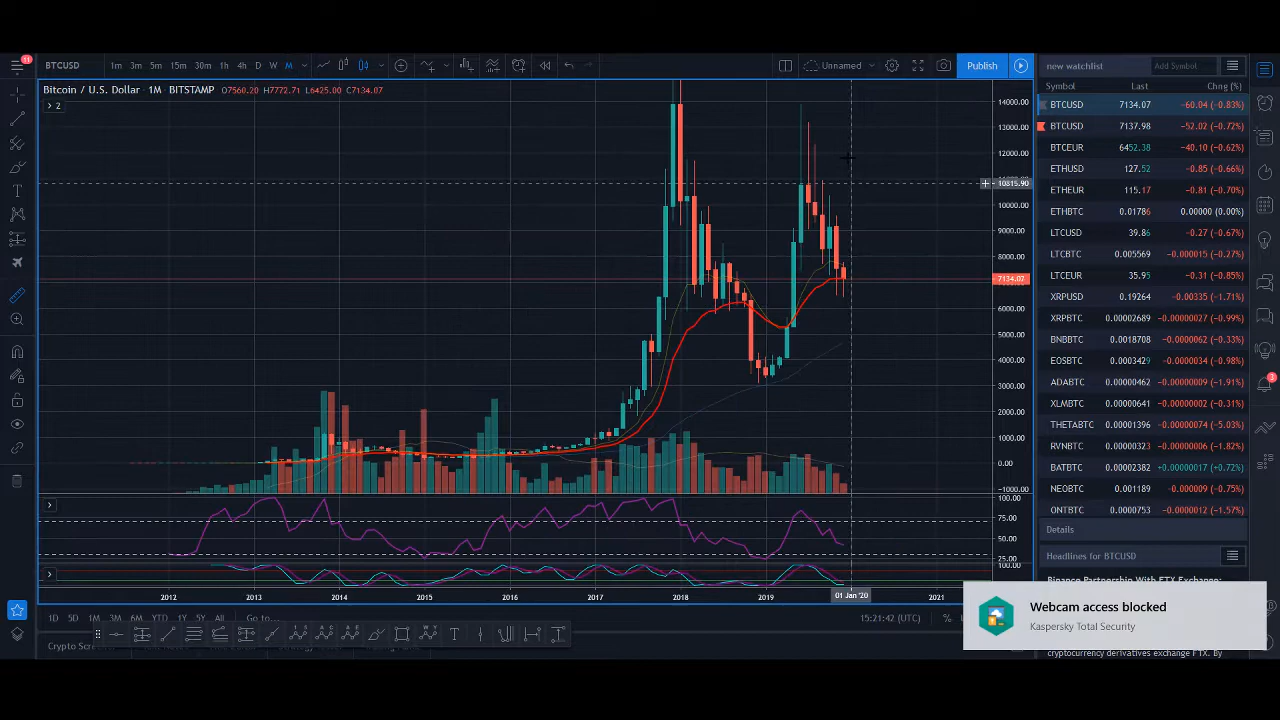 11
BTCUSD 1m 3m 5m 15m 30m 1h 4h D W M Unnamed Publish
Bitcoin / U.S. Dollar · 1M · BITSTAMP O7560.20 H7772.71 L6425.00 C7134.07
2
14000.00
13000.00
12000.00
10815.90
10000.00
9000.00
8000.00
7134.07
6000.00
5000.00
4000.00
3000.00
2000.00
1000.00
0.00
-1000.00
100.00
75.00
50.00
25.00
100.00
2012 2013 2014 2015 2016 2017 2018 2019 01 Jan '20 2021
1D 5D 1M 3M 6M YTD 1Y 5Y All Go to... 15:21:42 (UTC) %
new watchlist Add Symbol
Symbol Last Chng (%)
BTCUSD 7134.07 −60.04 (−0.83%)
BTCUSD 7137.98 −52.02 (−0.72%)
BTCEUR 6452.38 −40.10 (−0.62%)
ETHUSD 127.52 −0.85 (−0.66%)
ETHEUR 115.17 −0.81 (−0.70%)
ETHBTC 0.01786 0.00000 (0.00%)
LTCUSD 39.86 −0.27 (−0.67%)
LTCBTC 0.005569 −0.000015 (−0.27%)
LTCEUR 35.95 −0.31 (−0.85%)
XRPUSD 0.19264 −0.00335 (−1.71%)
XRPBTC 0.00002689 −0.00000027 (−0.99%)
BNBBTC 0.0018708 −0.0000062 (−0.33%)
EOSBTC 0.0003429 −0.0000034 (−0.98%)
ADABTC 0.00000462 −0.00000009 (−1.91%)
XLMBTC 0.00000641 −0.00000002 (−0.31%)
THETABTC 0.00001396 −0.00000074 (−5.03%)
RVNBTC 0.00000323 −0.00000006 (−1.82%)
BATBTC 0.00002382 +0.00000017 (+0.72%)
NEOBTC 0.001189 −0.000009 (−0.75%)
ONTBTC 0.0000753 −0.0000012 (−1.57%)
3
Details
Headlines for BTCUSD
Binance Partnership With FTX Exchange:
Webcam access blocked
Kaspersky Total Security
cryptocurrency derivatives exchange FTX. By